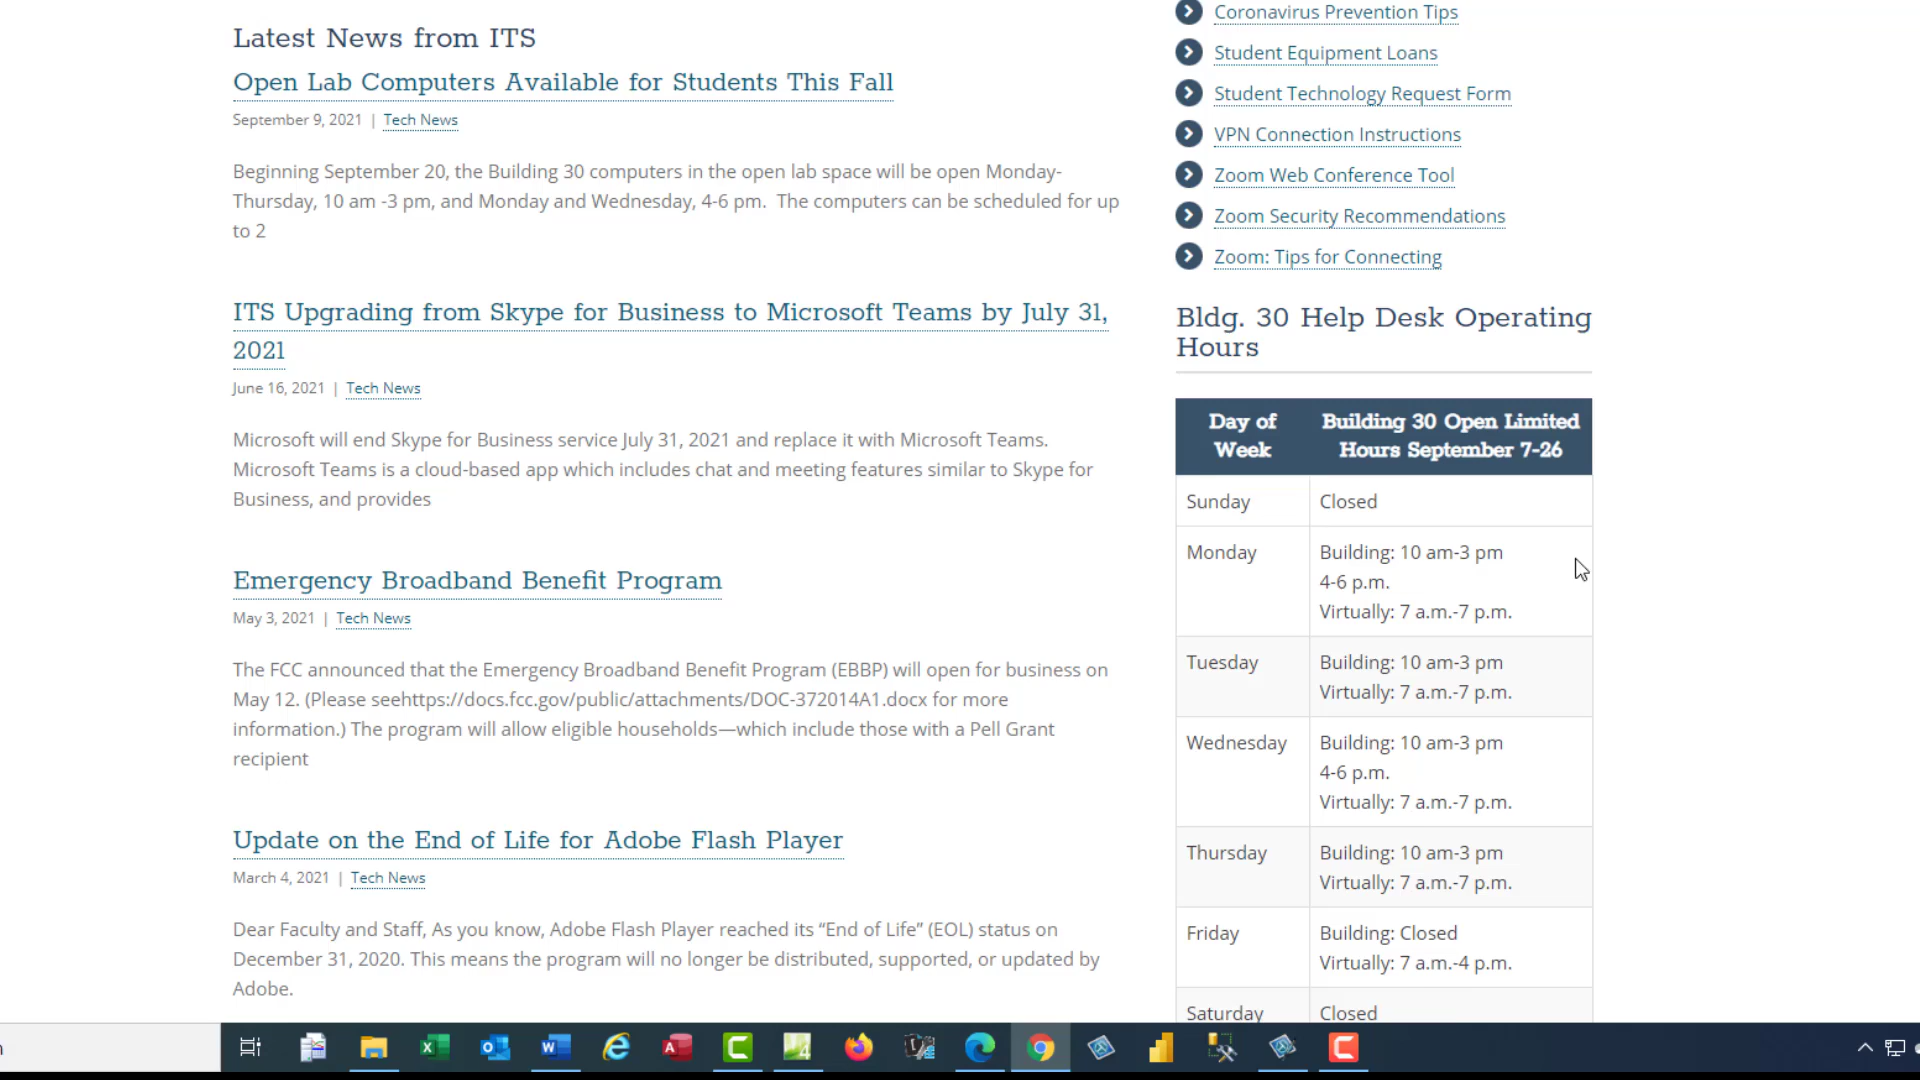 Latest News from ITS
Open Lab Computers Available for Students This Fall
September 9, 2021 | Tech News
Beginning September 20, the Building 30 computers in the open lab space will be open Monday-
Thursday, 10 am -3 pm, and Monday and Wednesday, 4-6 pm.  The computers can be scheduled for up
to 2
ITS Upgrading from Skype for Business to Microsoft Teams by July 31,
2021
June 16, 2021 | Tech News
Microsoft will end Skype for Business service July 31, 2021 and replace it with Microsoft Teams.
Microsoft Teams is a cloud-based app which includes chat and meeting features similar to Skype for
Business, and provides
Emergency Broadband Benefit Program
May 3, 2021 | Tech News
The FCC announced that the Emergency Broadband Benefit Program (EBBP) will open for business on
May 12. (Please seehttps://docs.fcc.gov/public/attachments/DOC-372014A1.docx for more
information.) The program will allow eligible households—which include those with a Pell Grant
recipient
Update on the End of Life for Adobe Flash Player
March 4, 2021 | Tech News
Dear Faculty and Staff, As you know, Adobe Flash Player reached its “End of Life” (EOL) status on
December 31, 2020. This means the program will no longer be distributed, supported, or updated by
Adobe.
Coronavirus Prevention Tips
Student Equipment Loans
Student Technology Request Form
VPN Connection Instructions
Zoom Web Conference Tool
Zoom Security Recommendations
Zoom: Tips for Connecting
Bldg. 30 Help Desk Operating
Hours
Day of
Week
Building 30 Open Limited
Hours September 7-26
Sunday
Closed
Monday
Building: 10 am-3 pm
4-6 p.m.
Virtually: 7 a.m.-7 p.m.
Tuesday
Building: 10 am-3 pm
Virtually: 7 a.m.-7 p.m.
Wednesday
Building: 10 am-3 pm
4-6 p.m.
Virtually: 7 a.m.-7 p.m.
Thursday
Building: 10 am-3 pm
Virtually: 7 a.m.-7 p.m.
Friday
Building: Closed
Virtually: 7 a.m.-4 p.m.
Saturday
Closed